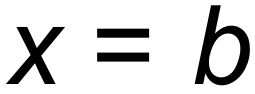 x = b